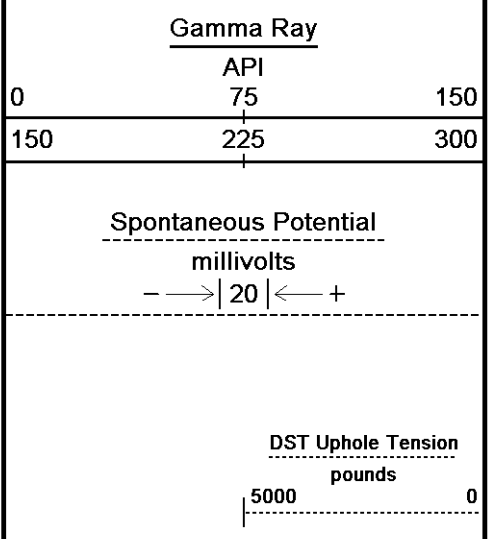 Gamma Ray
API
0 75 150
150 225 300
Spontaneous Potential
millivolts
− ⟶| 20 |⟵ +
DST Uphole Tension
pounds
5000 0